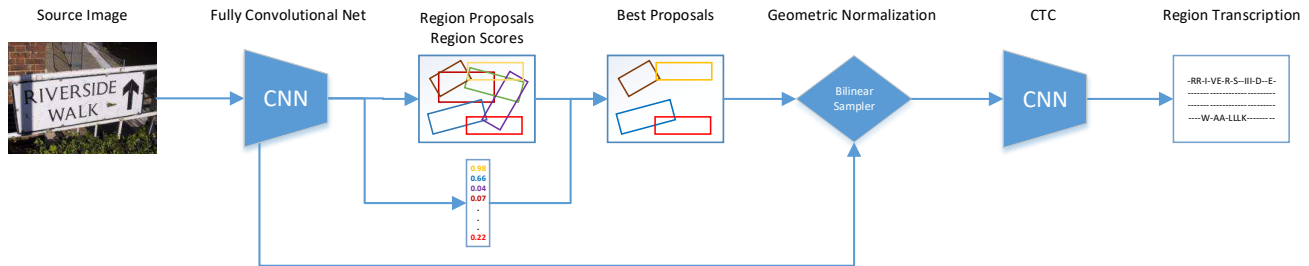 Source Image
Fully Convolutional Net
Region Proposals
Region Scores
Best Proposals
Geometric Normalization
CTC
Region Transcription
RIVERSIDE
WALK
CNN
0.98
0.66
0.04
0.07
.
.
.
.
0.22
Bilinear
Sampler
CNN
-RR-I-VE-R-S--III-D--E-
-------------------------
-------------------------
----W-AA-LLLK---------